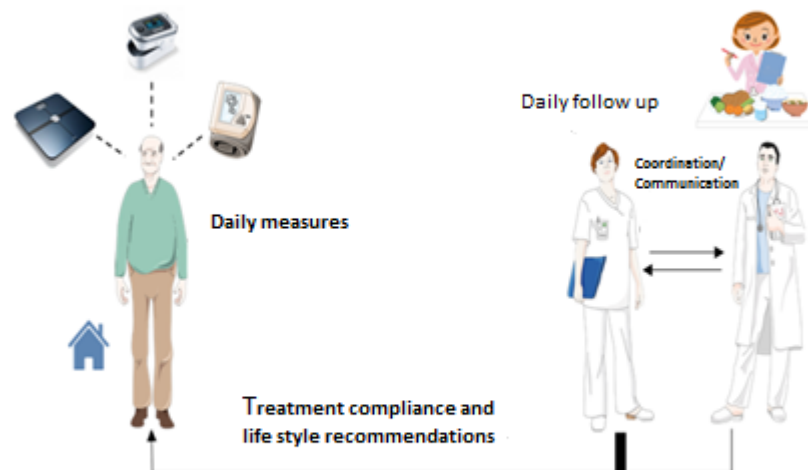 Daily follow up
Coordination/
Communication
Daily measures
Treatment compliance and
life style recommendations